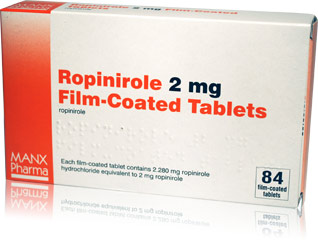 Ropinirole 2 mg
Film-Coated Tablets
ropinirole
MANX
Pharma
Each film-coated tablet contains 2.280 mg ropinirole
hydrochloride equivalent to 2 mg ropinirole
84
film-coated
tablets